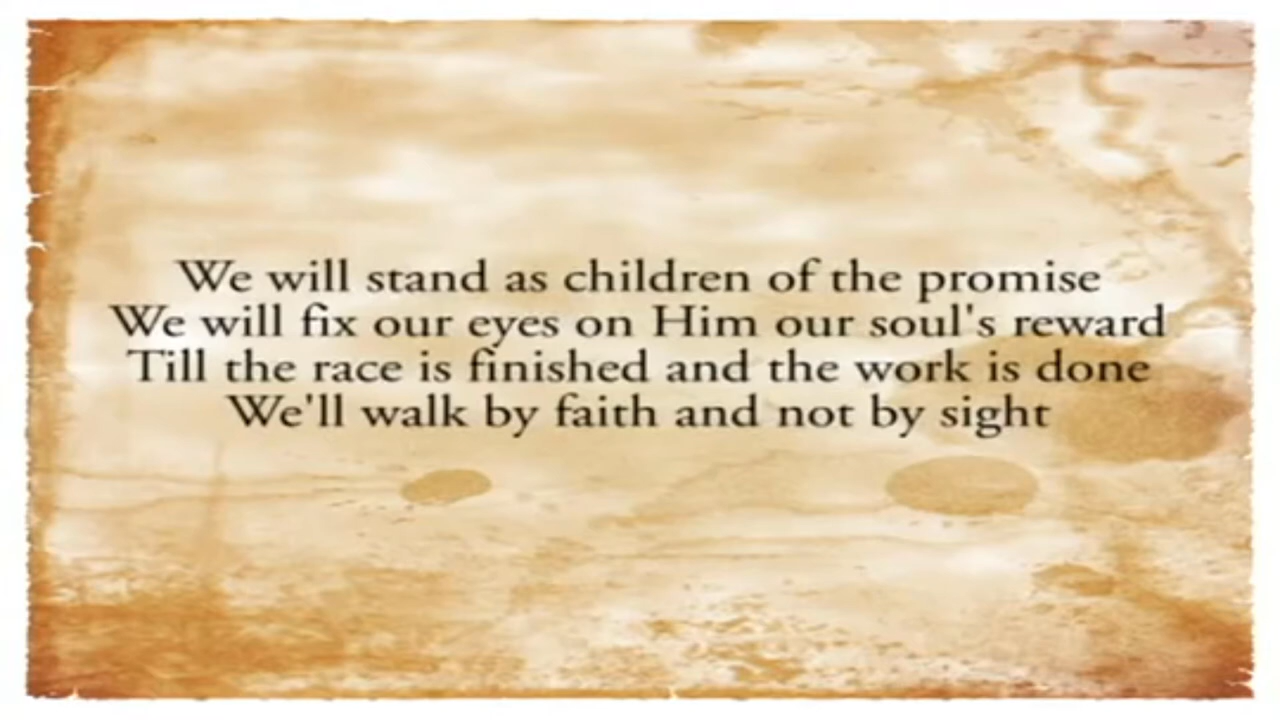 We will stand as children of the promise
We will fix our eyes on Him our soul's reward
Till the race is finished and the work is done
We'll walk by faith and not by sight